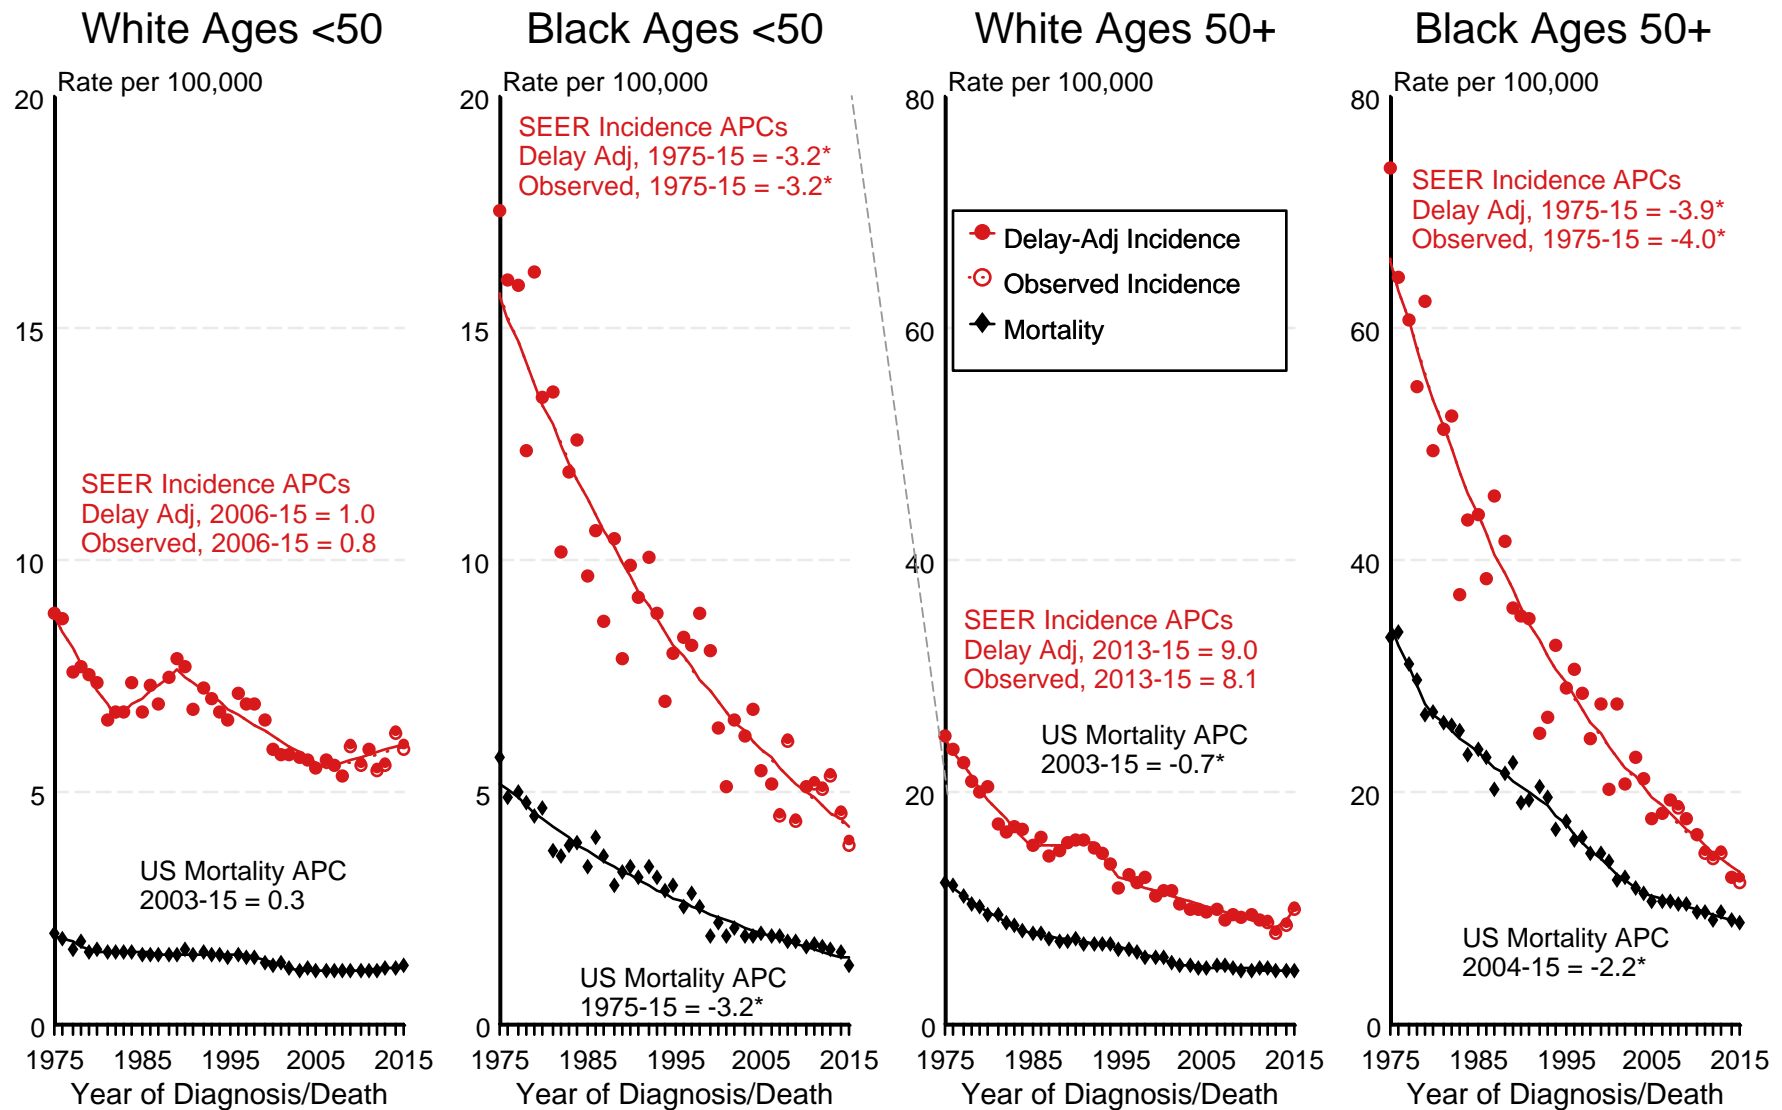 White Ages <50
Rate per 100,000
20
15
10
5
0
SEER Incidence APCs
Delay Adj, 2006-15 = 1.0
Observed, 2006-15 = 0.8
US Mortality APC
2003-15 = 0.3
1975 1985 1995 2005 2015
Year of Diagnosis/Death
Black Ages <50
Rate per 100,000
20
15
10
5
0
SEER Incidence APCs
Delay Adj, 1975-15 = -3.2*
Observed, 1975-15 = -3.2*
US Mortality APC
1975-15 = -3.2*
1975 1985 1995 2005 2015
Year of Diagnosis/Death
White Ages 50+
Rate per 100,000
80
60
40
20
0
Delay-Adj Incidence
Observed Incidence
Mortality
SEER Incidence APCs
Delay Adj, 2013-15 = 9.0
Observed, 2013-15 = 8.1
US Mortality APC
2003-15 = -0.7*
1975 1985 1995 2005 2015
Year of Diagnosis/Death
Black Ages 50+
Rate per 100,000
80
60
40
20
0
SEER Incidence APCs
Delay Adj, 1975-15 = -3.9*
Observed, 1975-15 = -4.0*
US Mortality APC
2004-15 = -2.2*
1975 1985 1995 2005 2015
Year of Diagnosis/Death